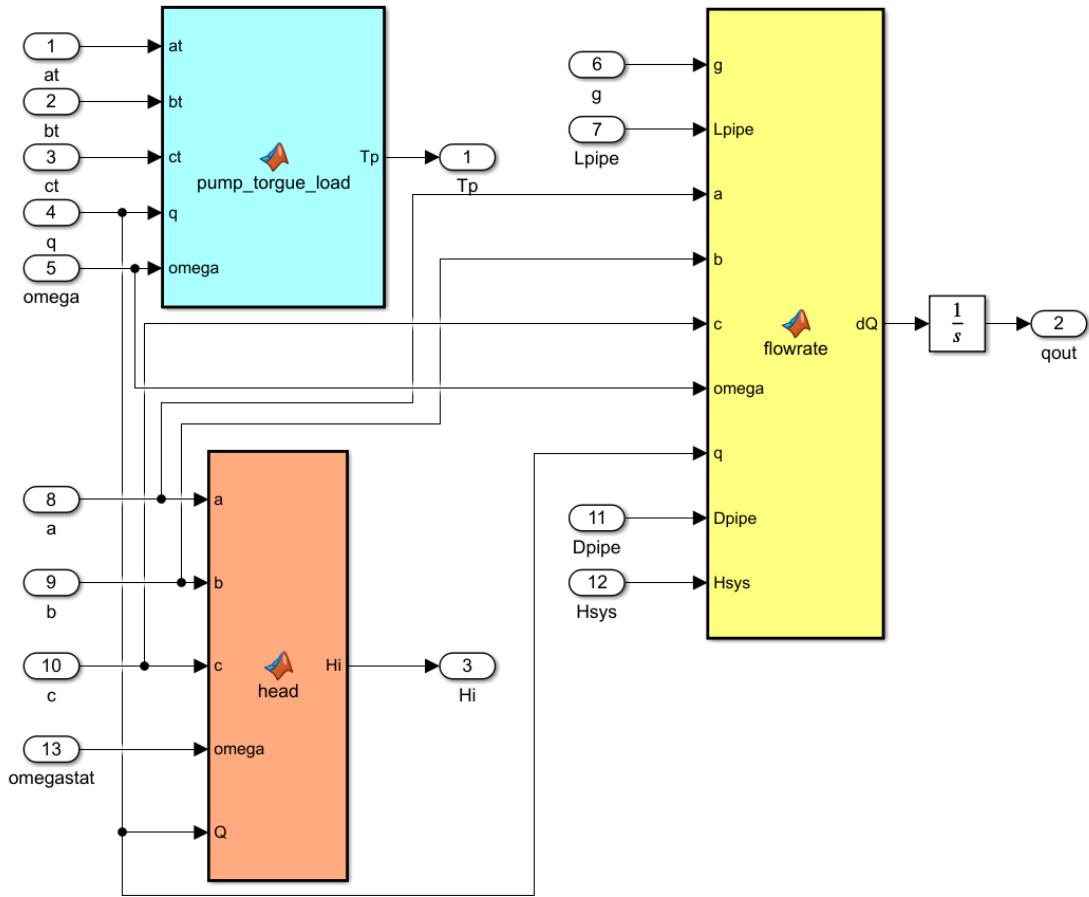 1
at
2
bt
3
ct
4
q
5
omega
at
bt
ct
q
omega
Tp
pump_torgue_load
1
Tp
6
g
7
Lpipe
g
Lpipe
a
b
c
omega
q
Dpipe
Hsys
dQ
flowrate
1
s
2
qout
11
Dpipe
12
Hsys
8
a
9
b
10
c
13
omegastat
a
b
c
omega
Q
Hi
head
3
Hi